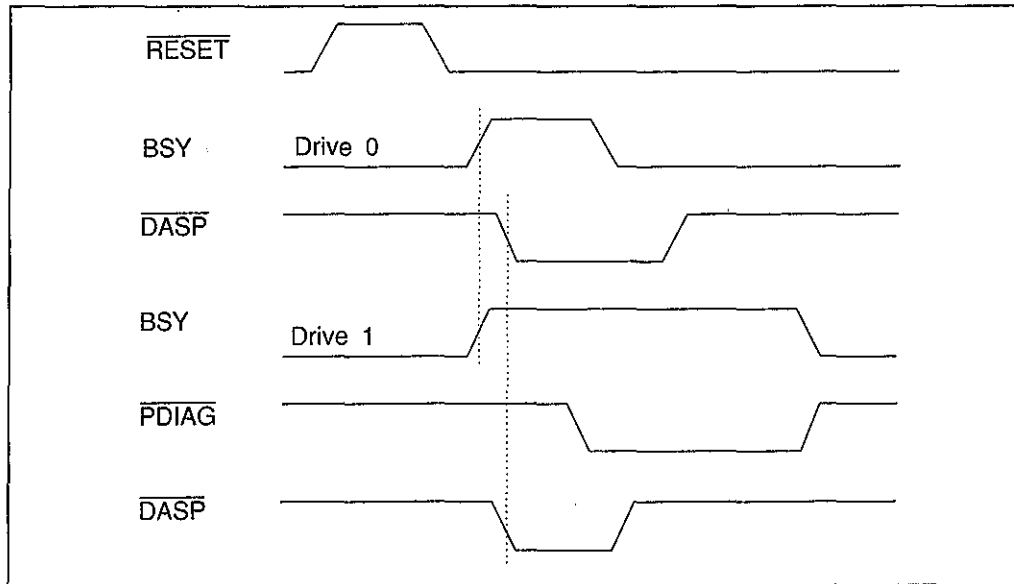 RESET
BSY Drive 0
DASP
BSY
Drive 1
PDIAG
DASP